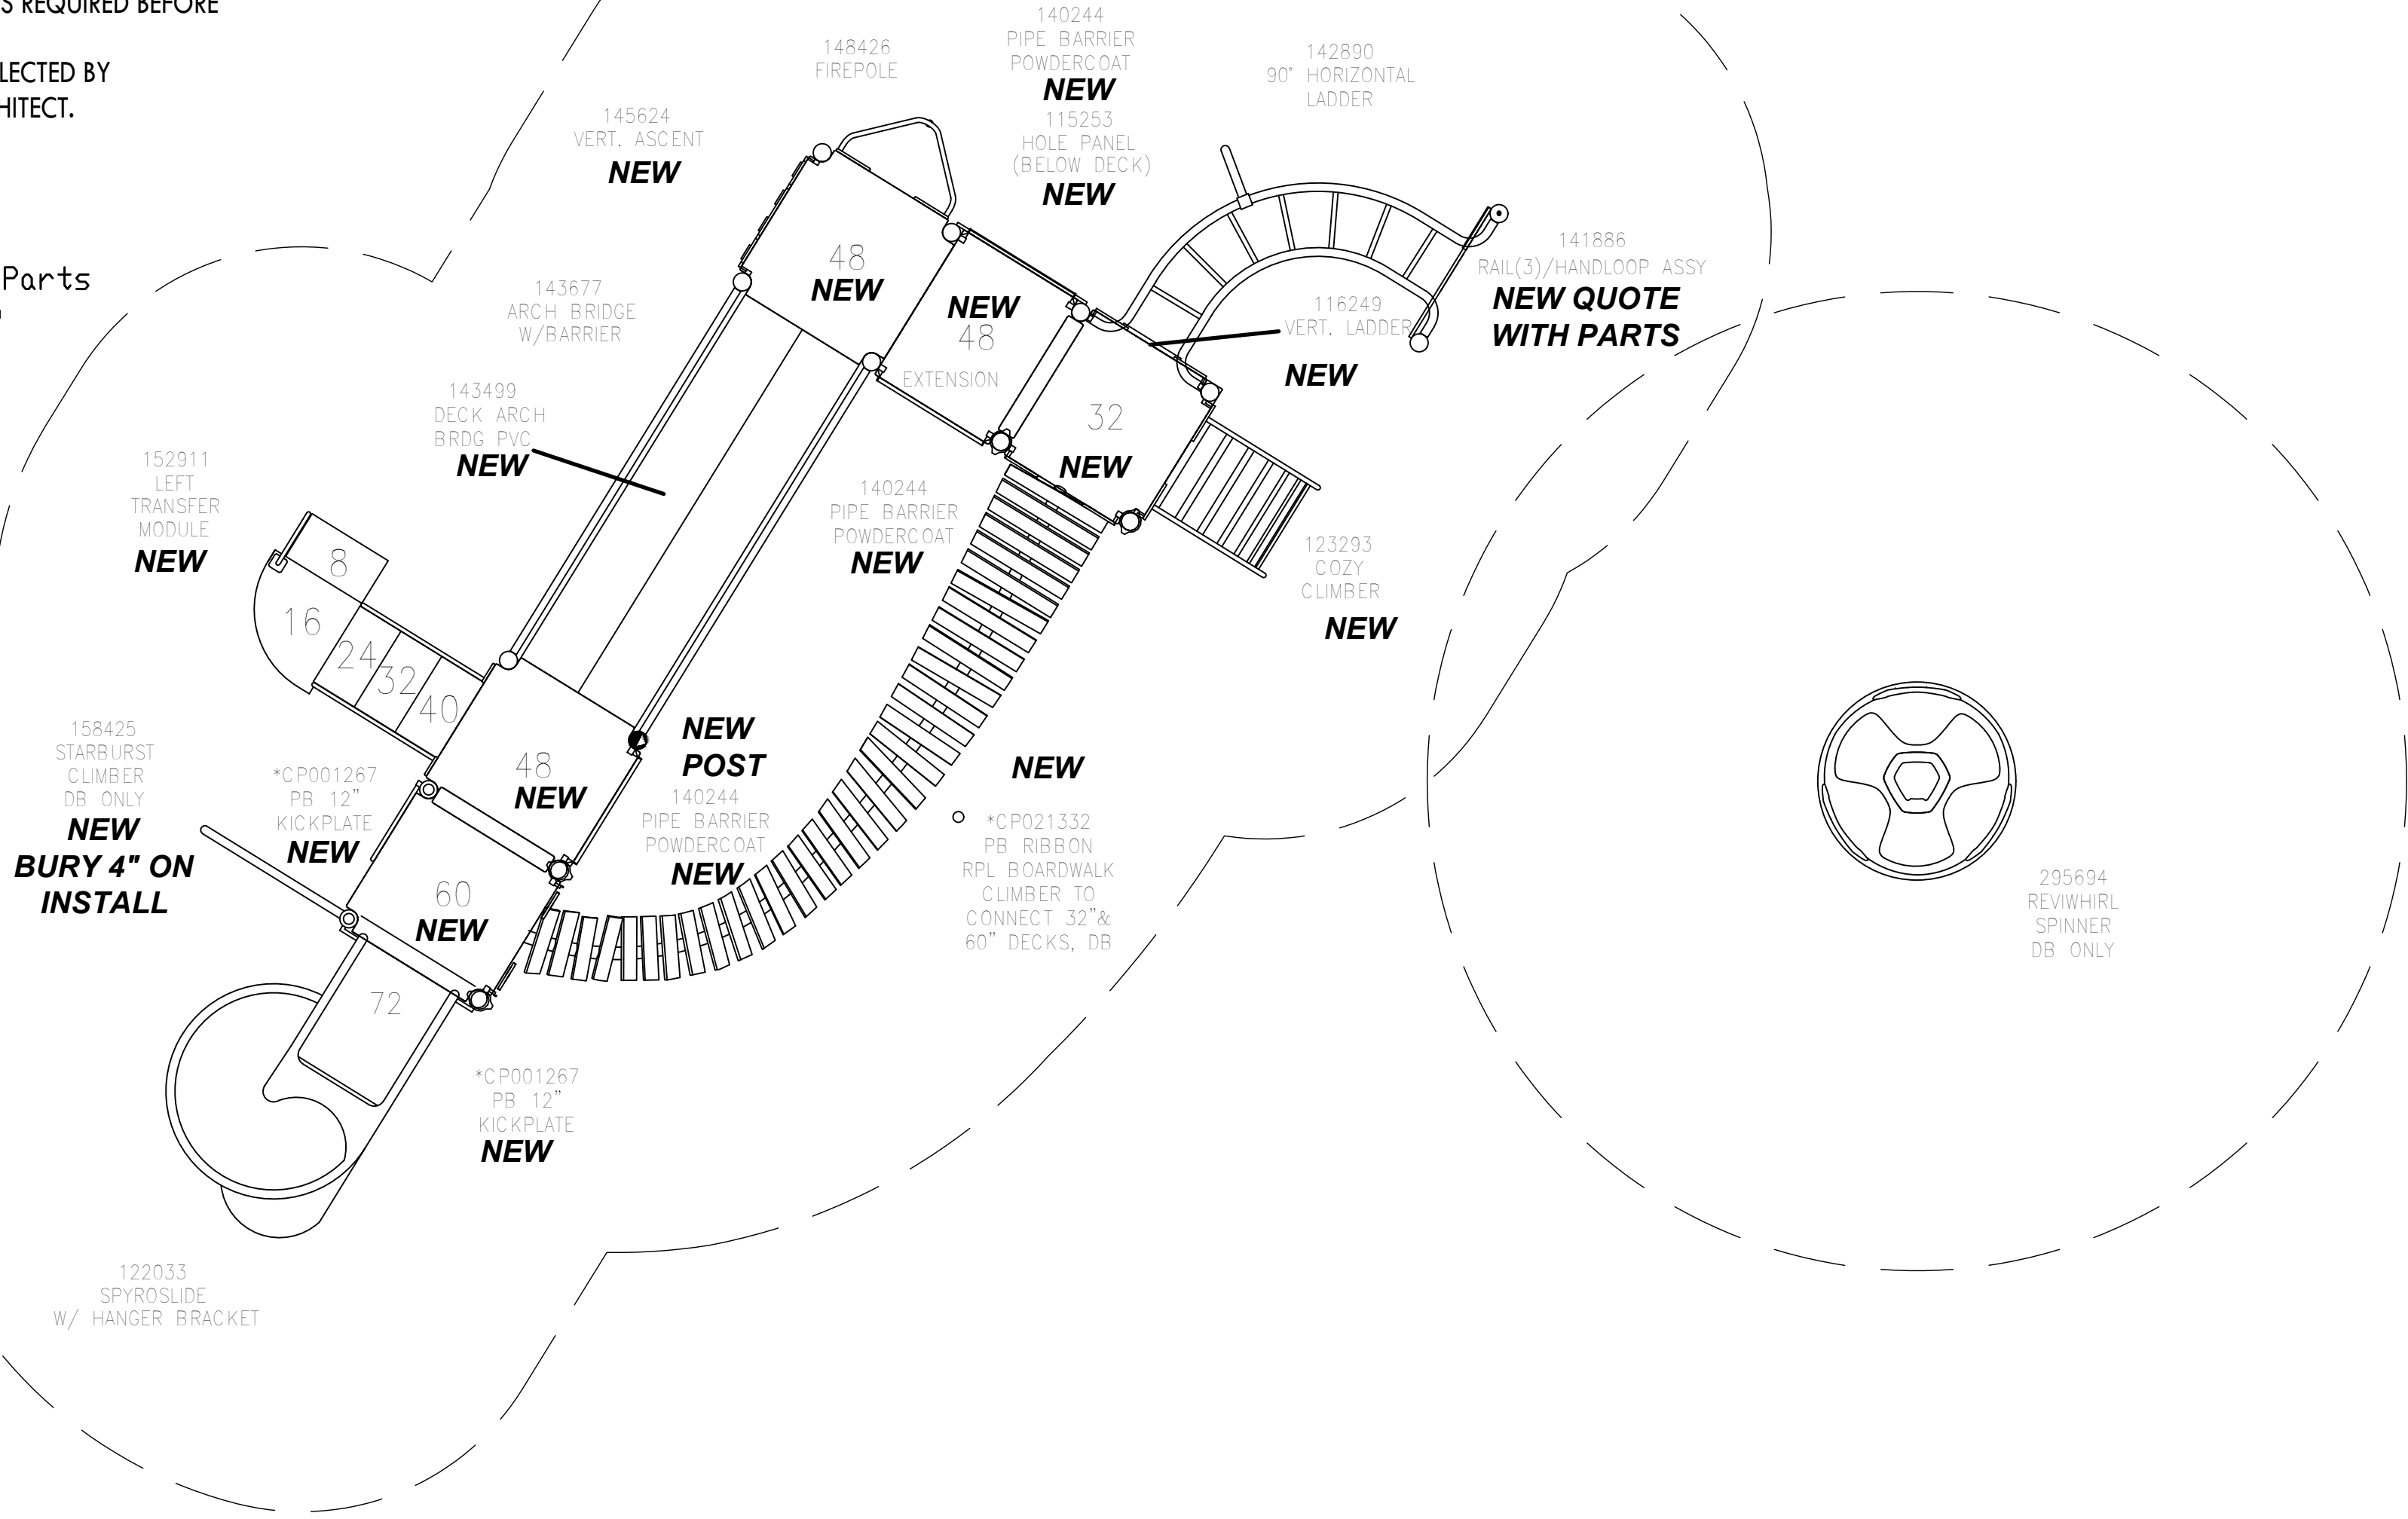 S REQUIRED BEFORE
LECTED BY
HITECT.
Parts
148426
FIREPOLE
140244
PIPE BARRIER
POWDERCOAT
NEW
115253
HOLE PANEL
(BELOW DECK)
NEW
142890
90° HORIZONTAL
LADDER
145624
VERT. ASCENT
NEW
141886
RAIL(3)/HANDLOOP ASSY
NEW QUOTE
WITH PARTS
48
NEW
NEW
48
EXTENSION
116249
VERT. LADDER
NEW
143677
ARCH BRIDGE
W/BARRIER
143499
DECK ARCH
BRDG PVC
NEW
32
NEW
152911
LEFT
TRANSFER
MODULE
NEW
140244
PIPE BARRIER
POWDERCOAT
NEW
123293
COZY
CLIMBER
NEW
8
16
24
32
40
158425
STARBURST
CLIMBER
DB ONLY
NEW
BURY 4" ON
INSTALL
*CP001267
PB 12"
KICKPLATE
NEW
48
NEW
NEW
POST
140244
PIPE BARRIER
POWDERCOAT
NEW
NEW
*CP021332
PB RIBBON
RPL BOARDWALK
CLIMBER TO
CONNECT 32"&
60" DECKS, DB
60
NEW
72
295694
REVIWHIRL
SPINNER
DB ONLY
*CP001267
PB 12"
KICKPLATE
NEW
122033
SPYROSLIDE
W/ HANGER BRACKET